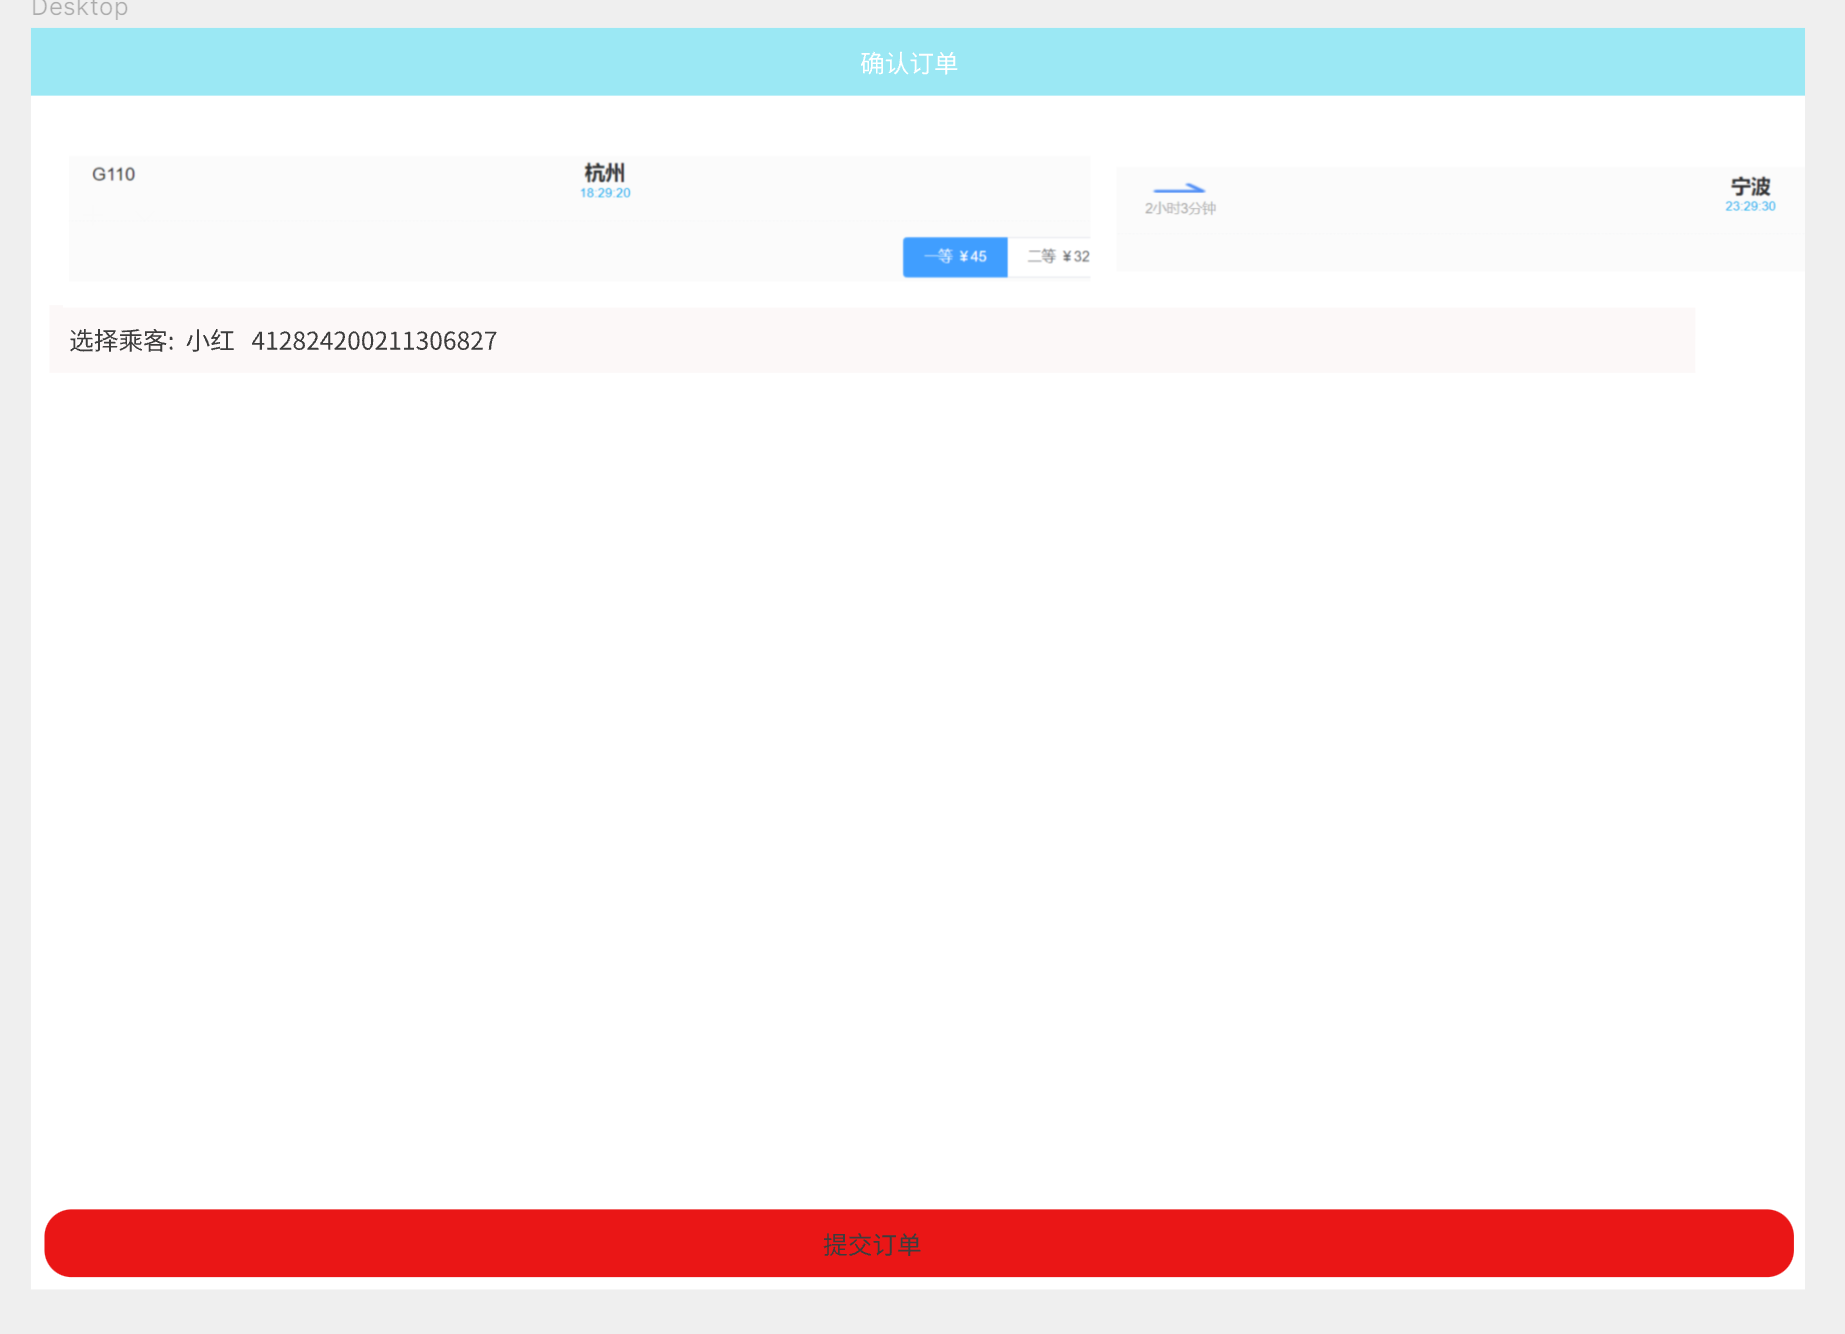 Desktop
确认订单
G110
杭州
18:29:20
一等 ¥45
二等 ¥32
2小时3分钟
宁波
23:29:30
选择乘客: 小红 412824200211306827
提交订单